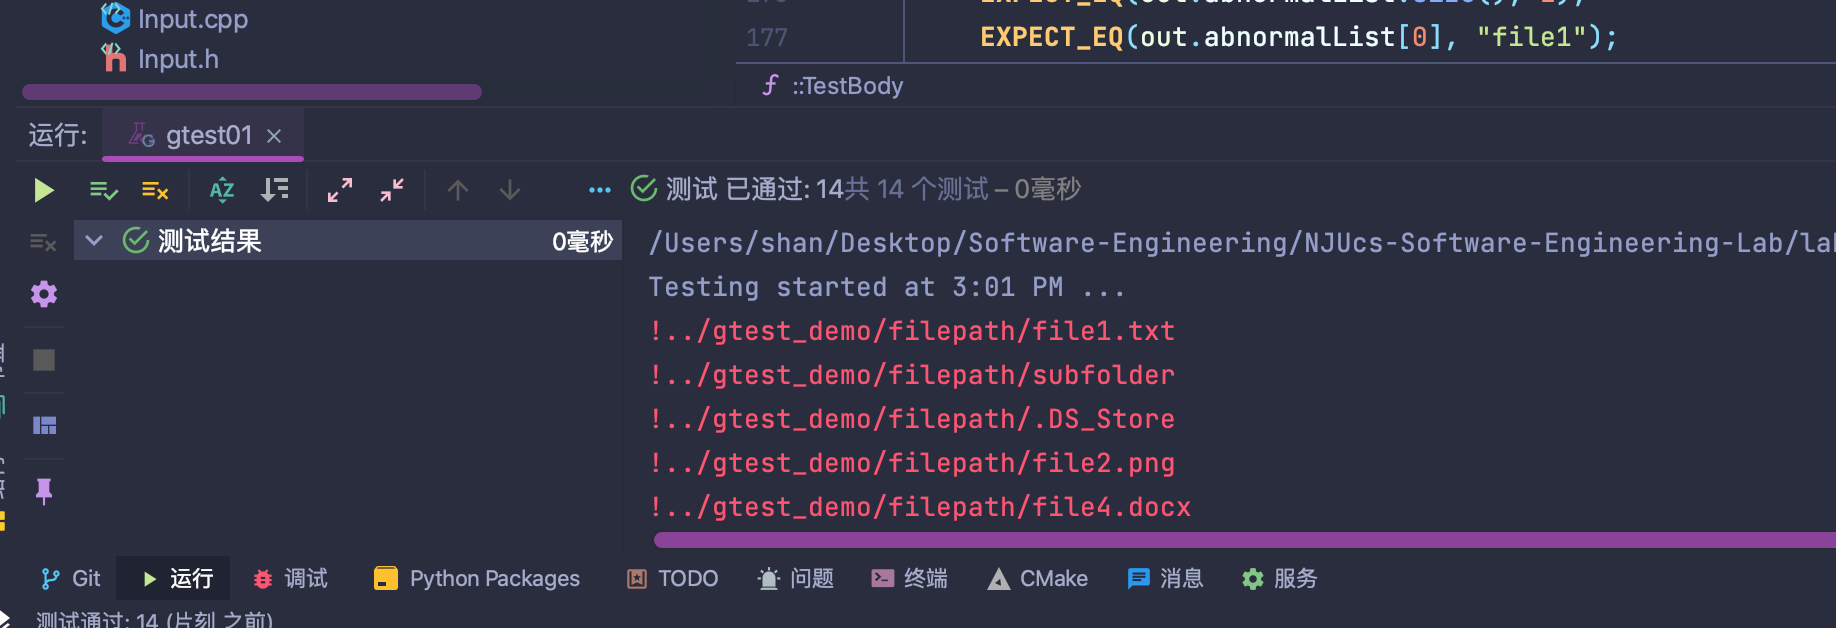 Input.cpp
Input.h
177 EXPECT_EQ(out.abnormalList[0], "file1");
::TestBody
运行: gtest01
测试 已通过: 14共 14 个测试 – 0毫秒
测试结果 0毫秒
/Users/shan/Desktop/Software-Engineering/NJUcs-Software-Engineering-Lab/la
Testing started at 3:01 PM ...
!../gtest_demo/filepath/file1.txt
!../gtest_demo/filepath/subfolder
!../gtest_demo/filepath/.DS_Store
!../gtest_demo/filepath/file2.png
!../gtest_demo/filepath/file4.docx
Git 运行 调试 Python Packages TODO 问题 终端 CMake 消息 服务
测试通过: 14 (片刻 之前)